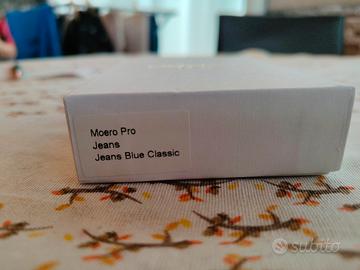 Moero Pro
Jeans
Jeans Blue Classic
subito